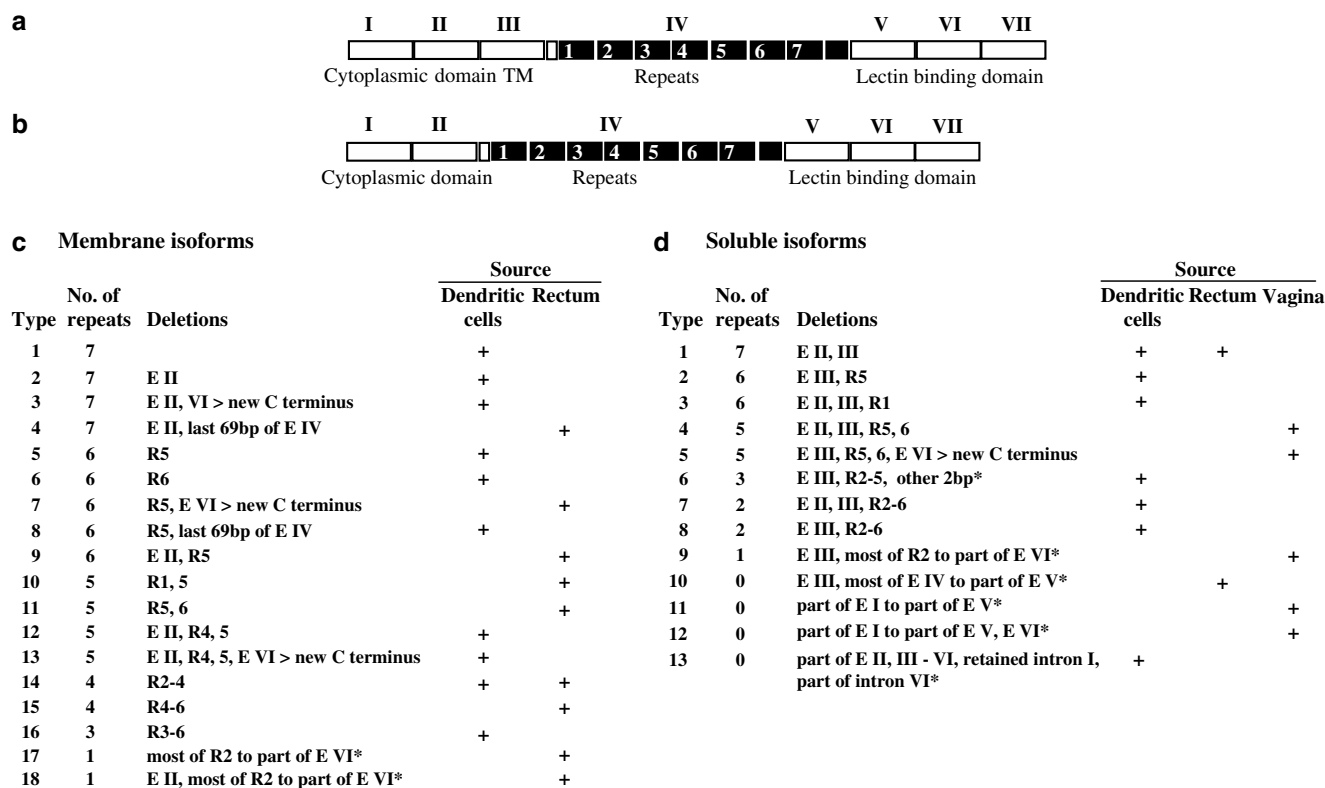 a I II III IV V VI VII
1 2 3 4 5 6 7
Cytoplasmic domain TM Repeats Lectin binding domain
b I II IV V VI VII
1 2 3 4 5 6 7
Cytoplasmic domain Repeats Lectin binding domain
c Membrane isoforms
Source
No. of Dendritic Rectum
Type repeats Deletions cells
1 7 +
2 7 E II +
3 7 E II, VI > new C terminus +
4 7 E II, last 69bp of E IV +
5 6 R5 +
6 6 R6 +
7 6 R5, E VI > new C terminus +
8 6 R5, last 69bp of E IV +
9 6 E II, R5 +
10 5 R1, 5 +
11 5 R5, 6 +
12 5 E II, R4, 5 +
13 5 E II, R4, 5, E VI > new C terminus +
14 4 R2-4 + +
15 4 R4-6 +
16 3 R3-6 +
17 1 most of R2 to part of E VI* +
18 1 E II, most of R2 to part of E VI* +
d Soluble isoforms
Source
No. of Dendritic Rectum Vagina
Type repeats Deletions cells
1 7 E II, III + +
2 6 E III, R5 +
3 6 E II, III, R1 +
4 5 E II, III, R5, 6 +
5 5 E III, R5, 6, E VI > new C terminus +
6 3 E III, R2-5, other 2bp* +
7 2 E II, III, R2-6 +
8 2 E III, R2-6 +
9 1 E III, most of R2 to part of E VI* +
10 0 E III, most of E IV to part of E V* +
11 0 part of E I to part of E V* +
12 0 part of E I to part of E V, E VI* +
13 0 part of E II, III - VI, retained intron I, +
part of intron VI*